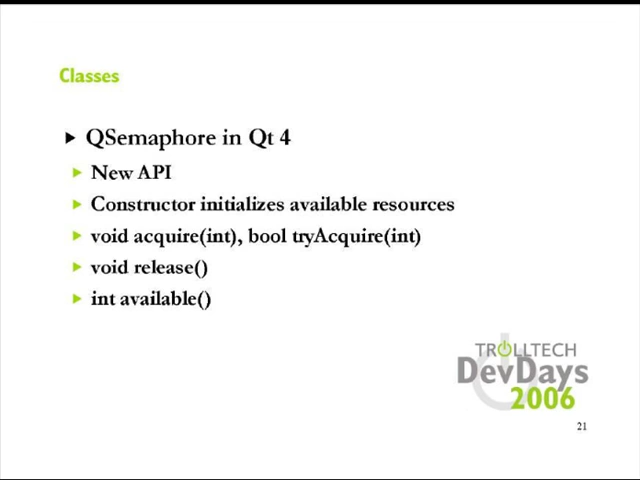 Classes
QSemaphore in Qt 4
New API
Constructor initializes available resources
void acquire(int), bool tryAcquire(int)
void release()
int available()
TROLLTECH
DevDays
2006
21